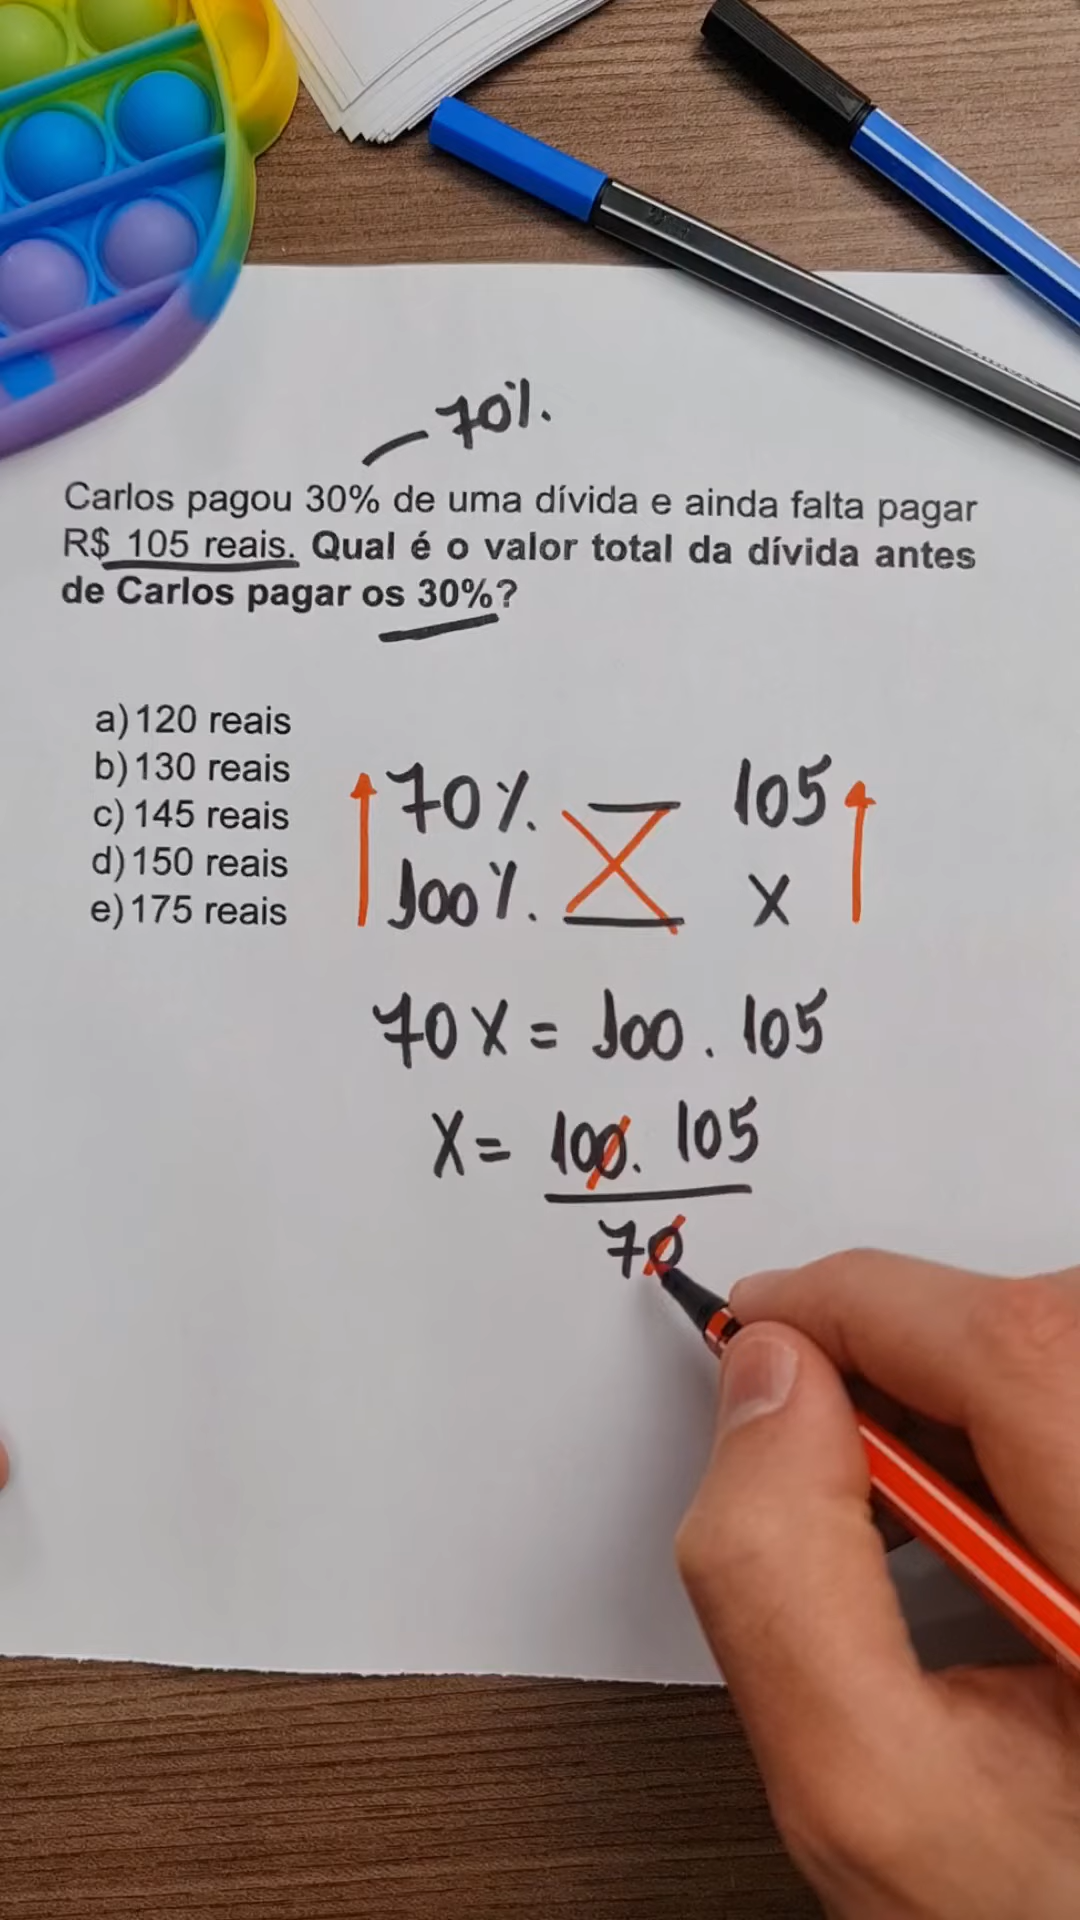 70%.
Carlos pagou 30% de uma dívida e ainda falta pagar
R$ 105 reais. Qual é o valor total da dívida antes
de Carlos pagar os 30%?
a) 120 reais
b) 130 reais
c) 145 reais
d) 150 reais
e) 175 reais
70%. 105
100%. X
70X = 100 . 105
X = 100 . 105
70